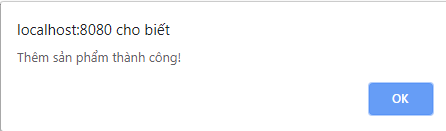 localhost:8080 cho biết
Thêm sản phẩm thành công!
OK